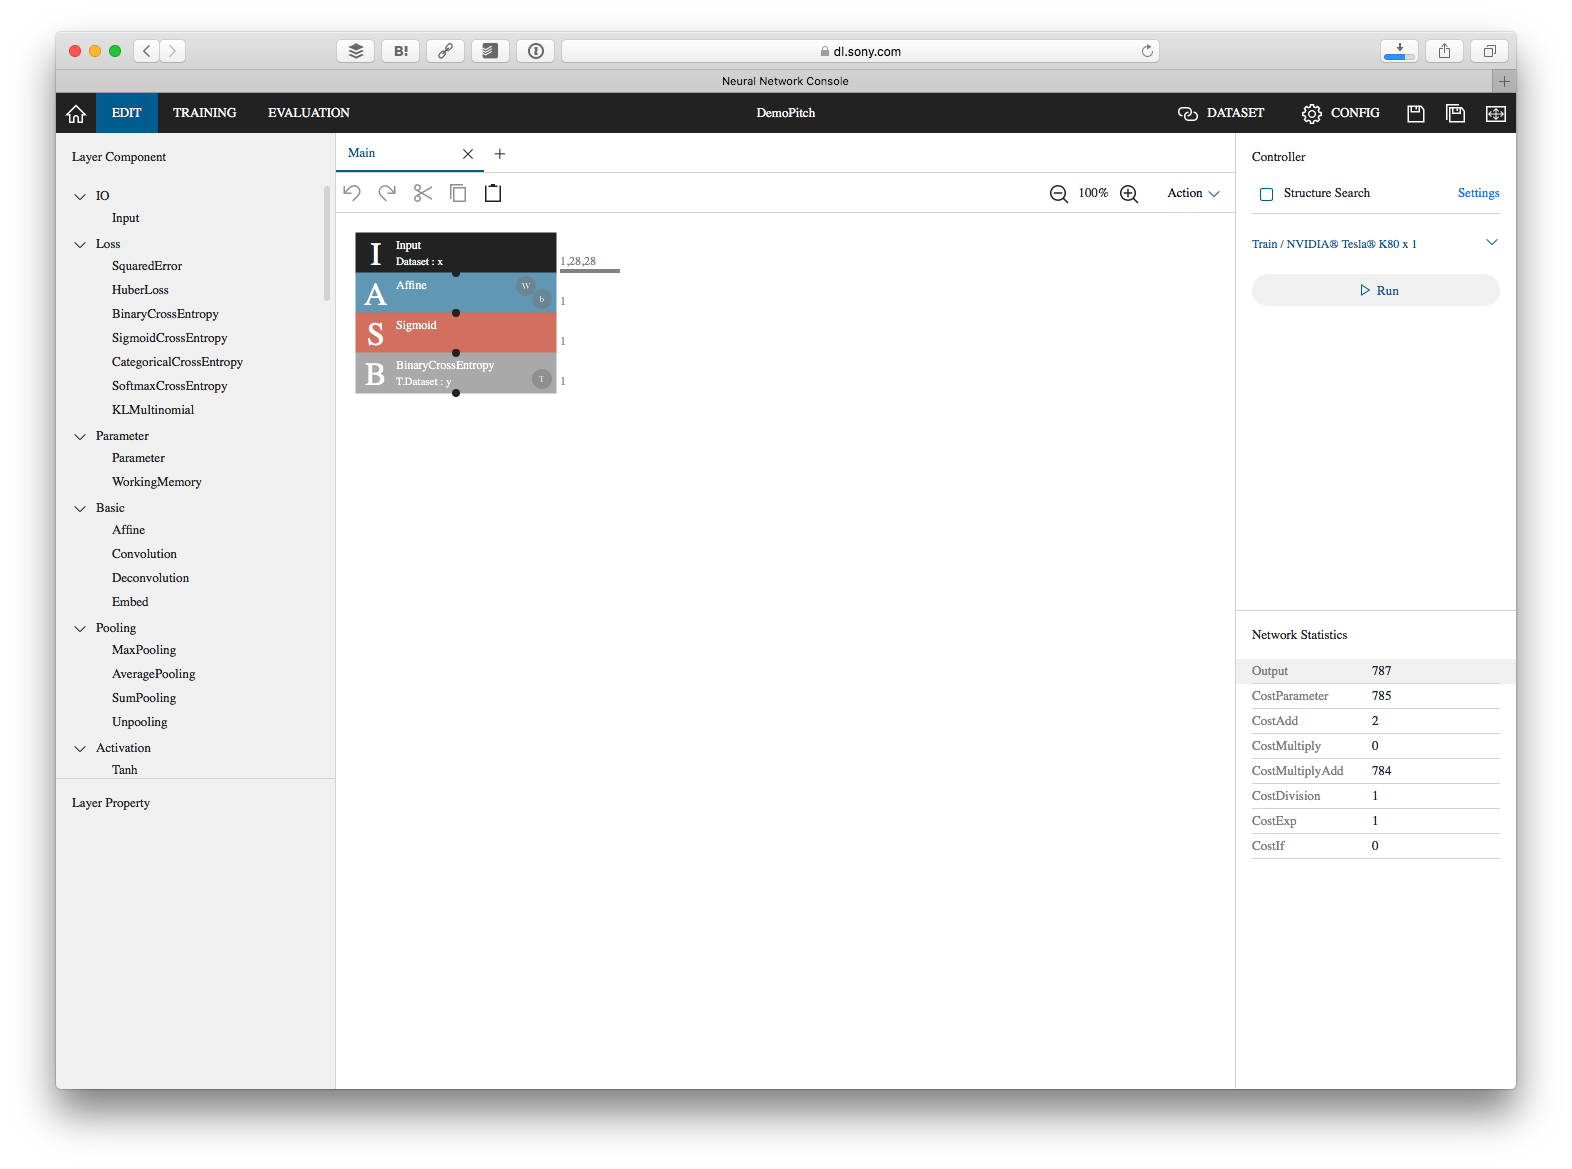 B!
dl.sony.com
Neural Network Console
EDIT TRAINING EVALUATION DemoPitch DATASET CONFIG
Layer Component
IO
Input
Loss
SquaredError
HuberLoss
BinaryCrossEntropy
SigmoidCrossEntropy
CategoricalCrossEntropy
SoftmaxCrossEntropy
KLMultinomial
Parameter
Parameter
WorkingMemory
Basic
Affine
Convolution
Deconvolution
Embed
Pooling
MaxPooling
AveragePooling
SumPooling
Unpooling
Activation
Tanh
Layer Property
Main
100% Action
I Input
Dataset : x
1,28,28
A Affine W b
1
S Sigmoid
1
B BinaryCrossEntropy
T.Dataset : y T
1
Controller
Structure Search Settings
Train / NVIDIA® Tesla® K80 x 1
Run
Network Statistics
Output 787
CostParameter 785
CostAdd 2
CostMultiply 0
CostMultiplyAdd 784
CostDivision 1
CostExp 1
CostIf 0